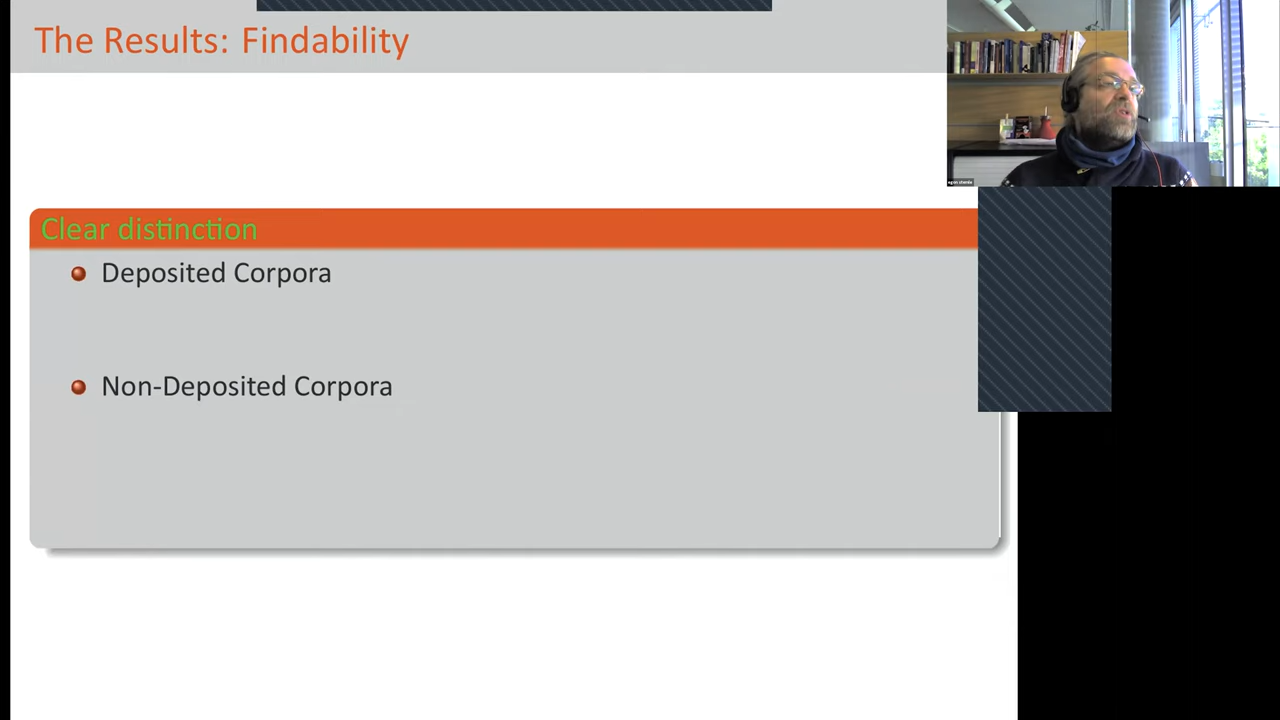 The Results: Findability
Clear distinction
Deposited Corpora
Non-Deposited Corpora